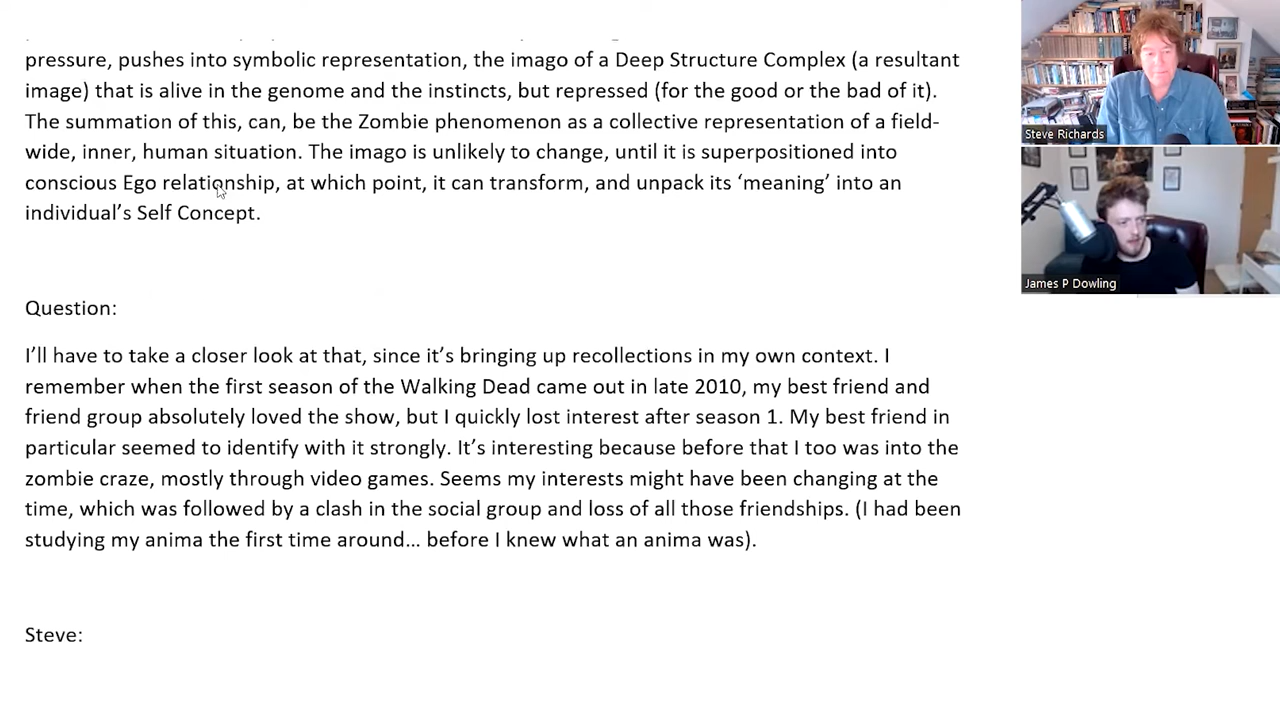 pressure, pushes into symbolic representation, the imago of a Deep Structure Complex (a resultant
image) that is alive in the genome and the instincts, but repressed (for the good or the bad of it).
The summation of this, can, be the Zombie phenomenon as a collective representation of a field-
wide, inner, human situation. The imago is unlikely to change, until it is superpositioned into
conscious Ego relationship, at which point, it can transform, and unpack its ‘meaning’ into an
individual’s Self Concept.
Question:
I’ll have to take a closer look at that, since it’s bringing up recollections in my own context. I
remember when the first season of the Walking Dead came out in late 2010, my best friend and
friend group absolutely loved the show, but I quickly lost interest after season 1. My best friend in
particular seemed to identify with it strongly. It’s interesting because before that I too was into the
zombie craze, mostly through video games. Seems my interests might have been changing at the
time, which was followed by a clash in the social group and loss of all those friendships. (I had been
studying my anima the first time around… before I knew what an anima was).
Steve:
Steve Richards
James P Dowling